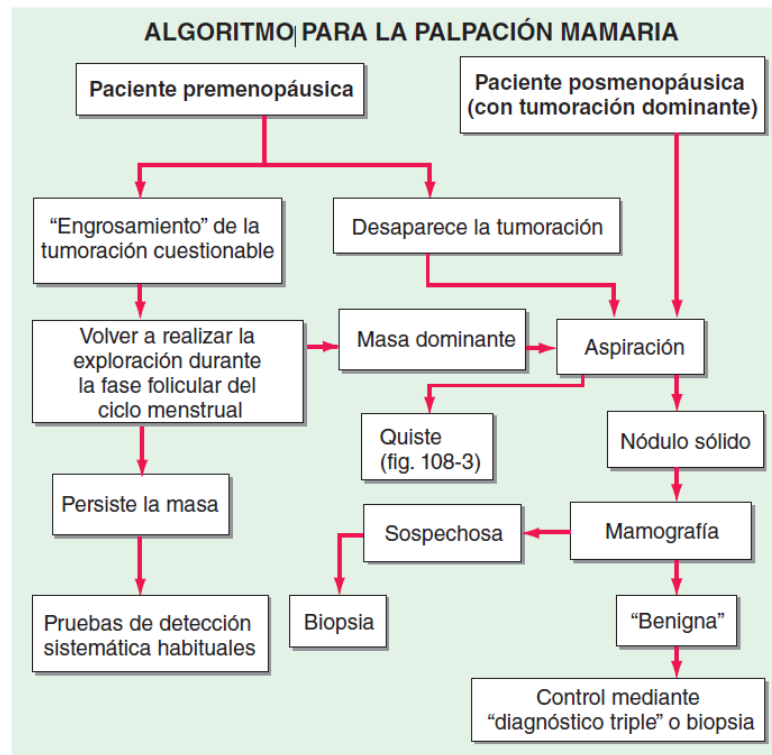 ALGORITMO PARA LA PALPACIÓN MAMARIA
Paciente premenopáusica
Paciente posmenopáusica
(con tumoración dominante)
“Engrosamiento” de la
tumoración cuestionable
Desaparece la tumoración
Volver a realizar la
exploración durante
la fase folicular del
ciclo menstrual
Masa dominante
Aspiración
Quiste
(fig. 108-3)
Nódulo sólido
Persiste la masa
Sospechosa
Mamografía
Pruebas de detección
sistemática habituales
Biopsia
“Benigna”
Control mediante
“diagnóstico triple” o biopsia